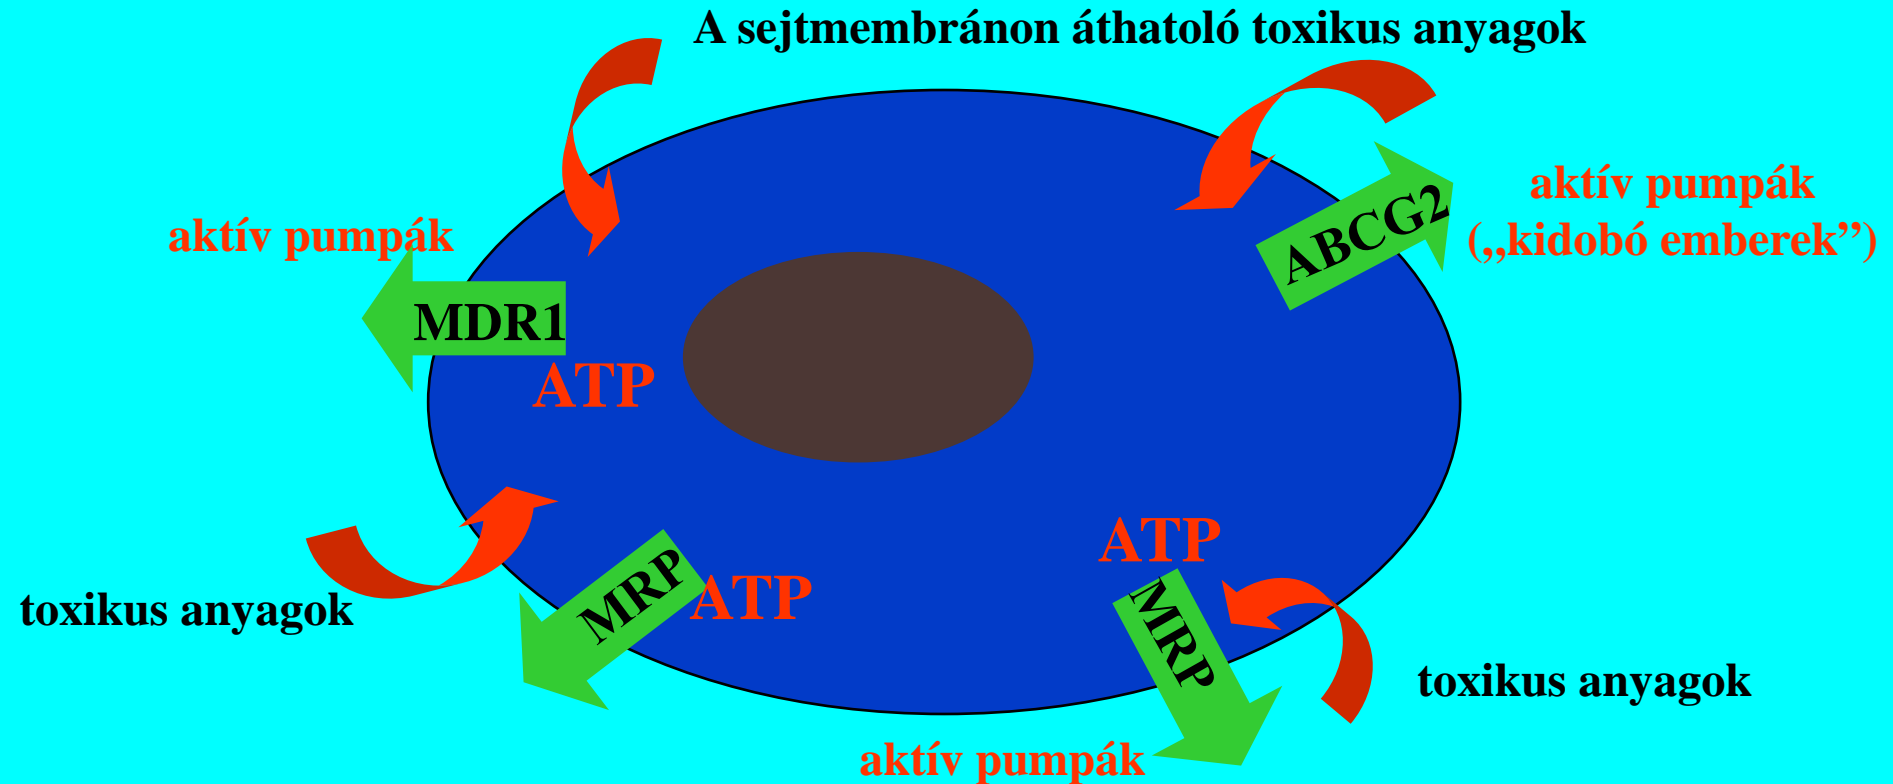 A sejtmembránon áthatoló toxikus anyagok
aktív pumpák
(„kidobó emberek”)
ABCG2
aktív pumpák
MDR1
ATP
toxikus anyagok
MRP
ATP
ATP
MRP
toxikus anyagok
aktív pumpák